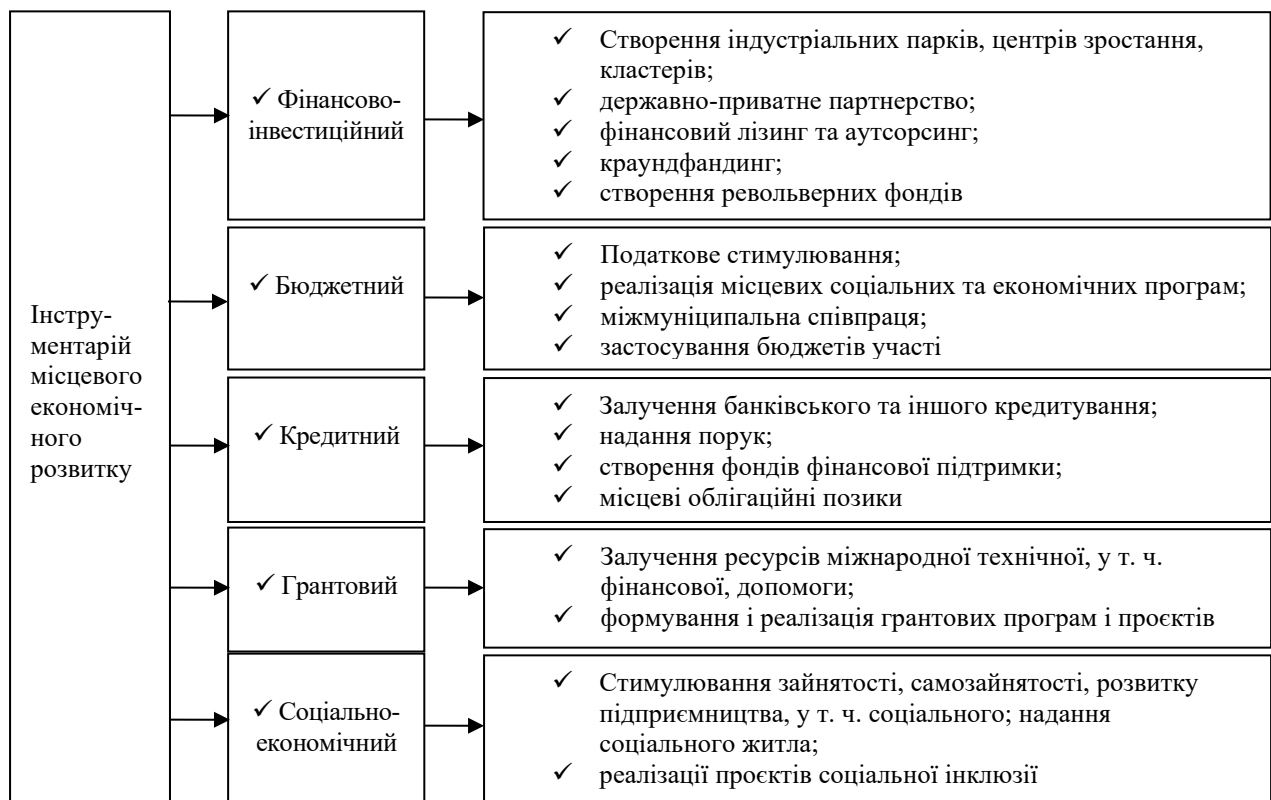 Інстру-
ментарій
місцевого
економіч-
ного
розвитку
✓ Фінансово-
інвестиційний
✓ Створення індустріальних парків, центрів зростання,
кластерів;
✓ державно-приватне партнерство;
✓ фінансовий лізинг та аутсорсинг;
✓ краундфандинг;
✓ створення револьверних фондів
✓ Бюджетний
✓ Податкове стимулювання;
✓ реалізація місцевих соціальних та економічних програм;
✓ міжмуніципальна співпраця;
✓ застосування бюджетів участі
✓ Кредитний
✓ Залучення банківського та іншого кредитування;
✓ надання порук;
✓ створення фондів фінансової підтримки;
✓ місцеві облігаційні позики
✓ Грантовий
✓ Залучення ресурсів міжнародної технічної, у т. ч.
фінансової, допомоги;
✓ формування і реалізація грантових програм і проєктів
✓ Соціально-
економічний
✓ Стимулювання зайнятості, самозайнятості, розвитку
підприємництва, у т. ч. соціального; надання
соціального житла;
✓ реалізації проєктів соціальної інклюзії